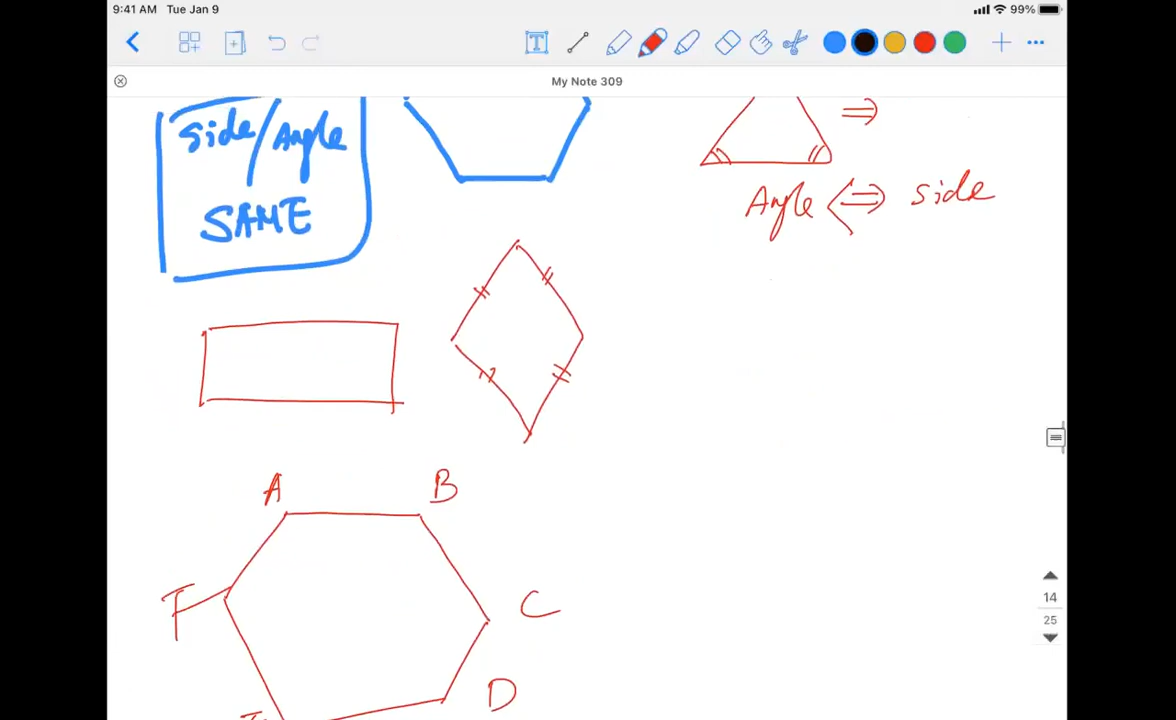 9:41 AM Tue Jan 9
99%
T
My Note 309
Side/Angle
SAME
Angle ⇔ side
A
B
F
C
D
14
25